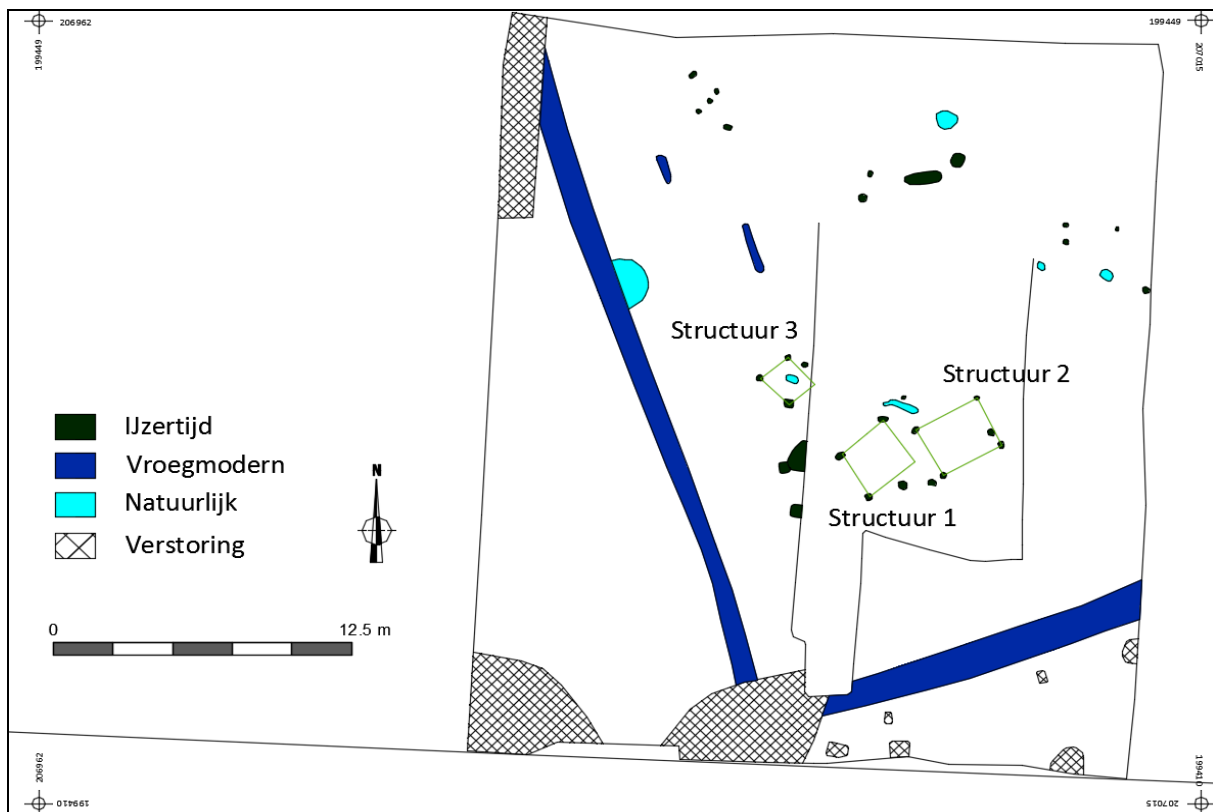 206962
199449
199449
207015
Structuur 3
Structuur 2
IJzertijd
Vroegmodern
N
Natuurlijk
Structuur 1
Verstoring
0
12.5 m
206962
199410
199410
207015